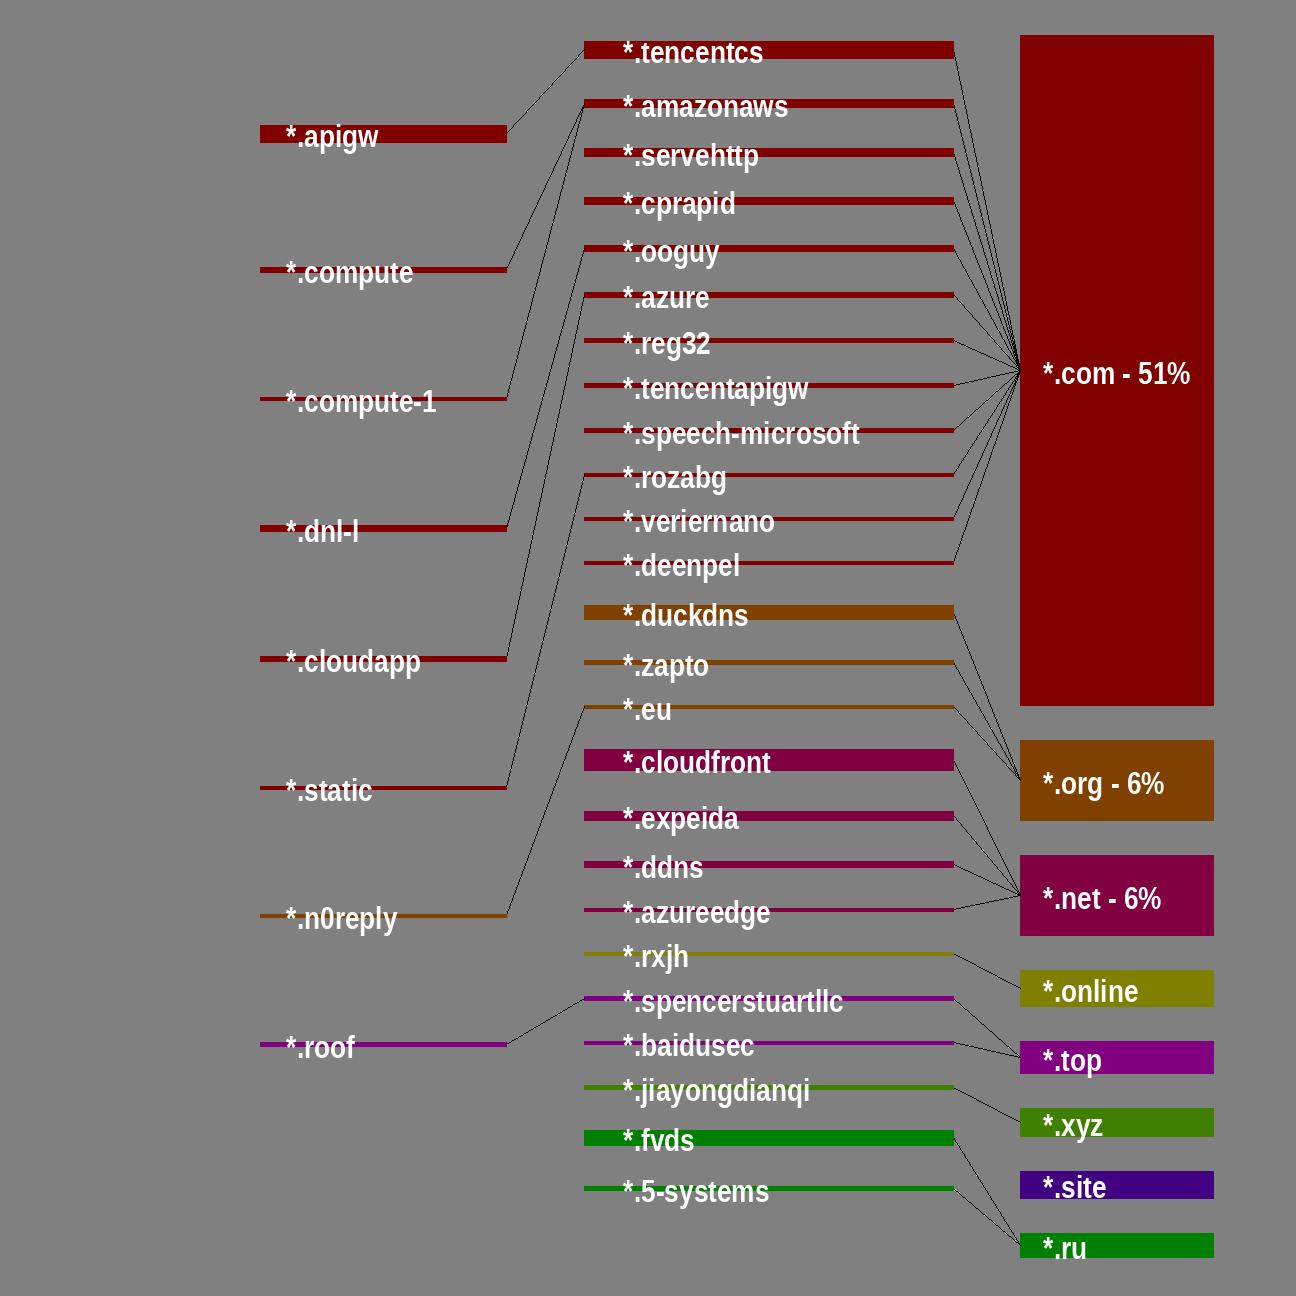 *.apigw
*.compute
*.compute-1
*.dnl-l
*.cloudapp
*.static
*.n0reply
*.roof
*.tencentcs
*.amazonaws
*.servehttp
*.cprapid
*.ooguy
*.azure
*.reg32
*.tencentapigw
*.speech-microsoft
*.rozabg
*.veriernano
*.deenpel
*.duckdns
*.zapto
*.eu
*.cloudfront
*.expeida
*.ddns
*.azureedge
*.rxjh
*.spencerstuartllc
*.baidusec
*.jiayongdianqi
*.fvds
*.5-systems
*.com - 51%
*.org - 6%
*.net - 6%
*.online
*.top
*.xyz
*.site
*.ru